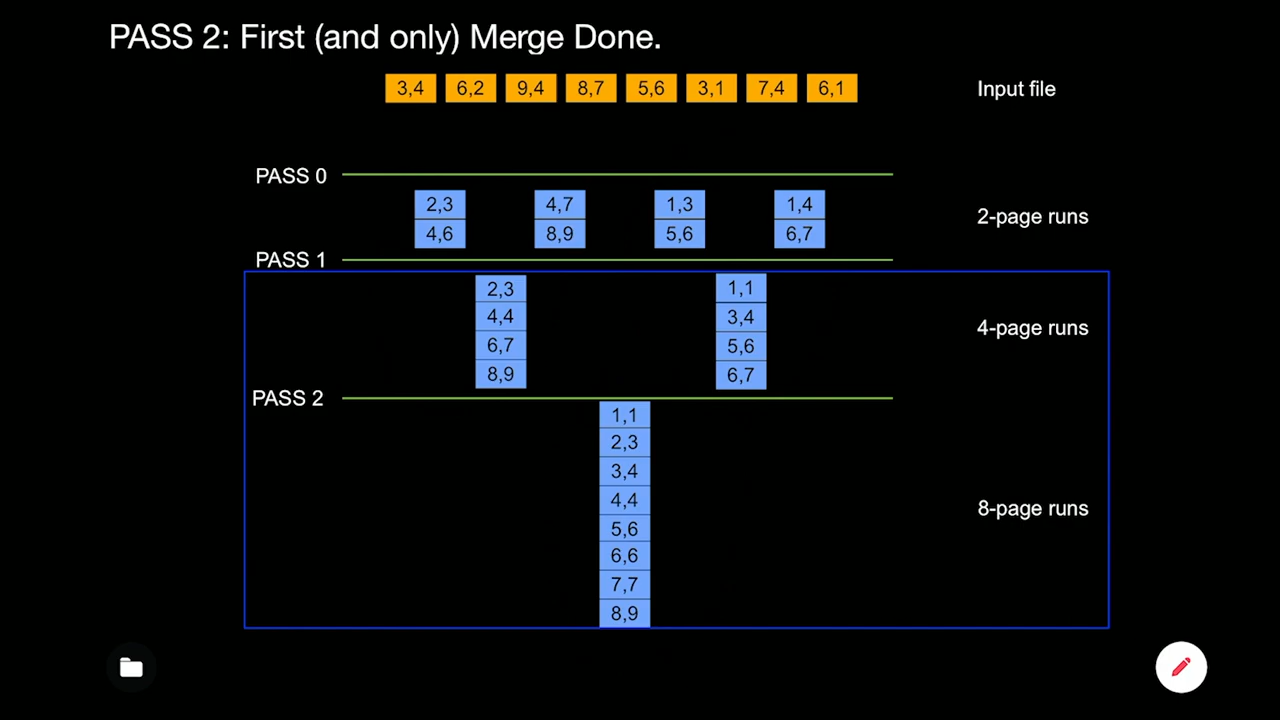 PASS 2: First (and only) Merge Done.
3,4 6,2 9,4 8,7 5,6 3,1 7,4 6,1 Input file
PASS 0
2,3 4,7 1,3 1,4
4,6 8,9 5,6 6,7
2-page runs
PASS 1
2,3 1,1
4,4 3,4
6,7 5,6
8,9 6,7
4-page runs
PASS 2
1,1
2,3
3,4
4,4
5,6
6,6
7,7
8,9
8-page runs